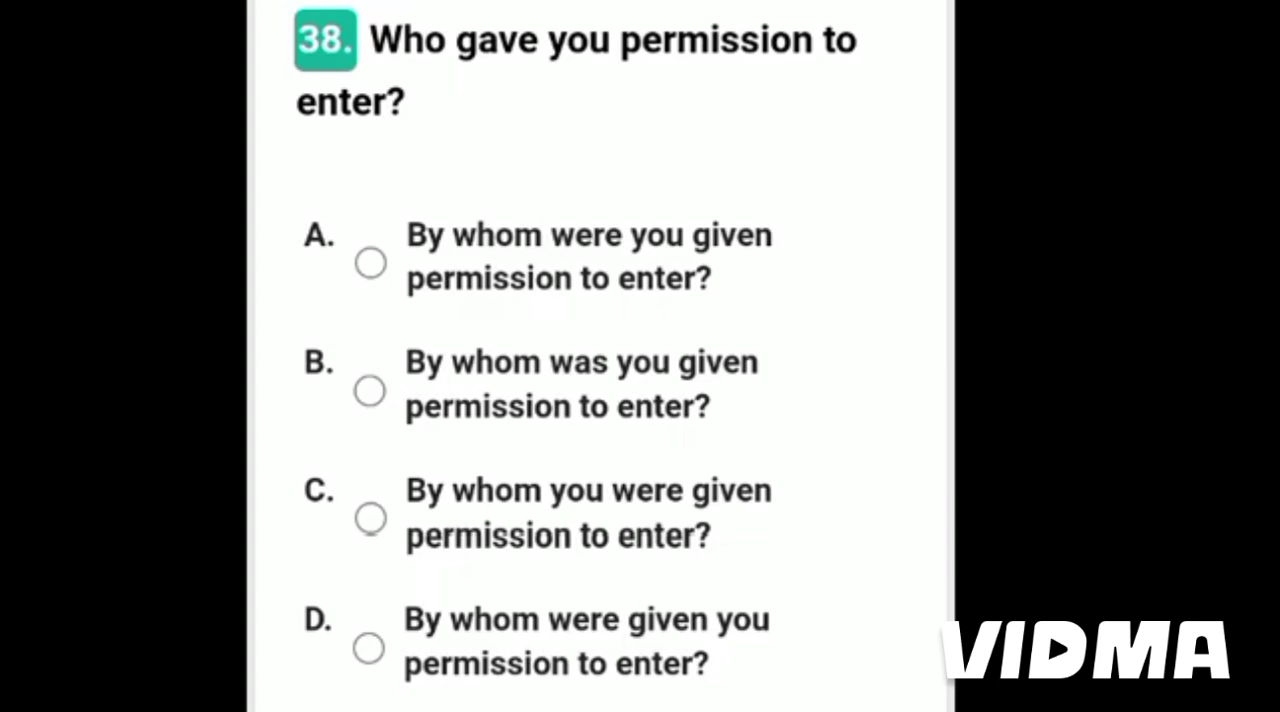 38. Who gave you permission to
enter?
A. By whom were you given
permission to enter?
B. By whom was you given
permission to enter?
C. By whom you were given
permission to enter?
D. By whom were given you
permission to enter?
VIDMA